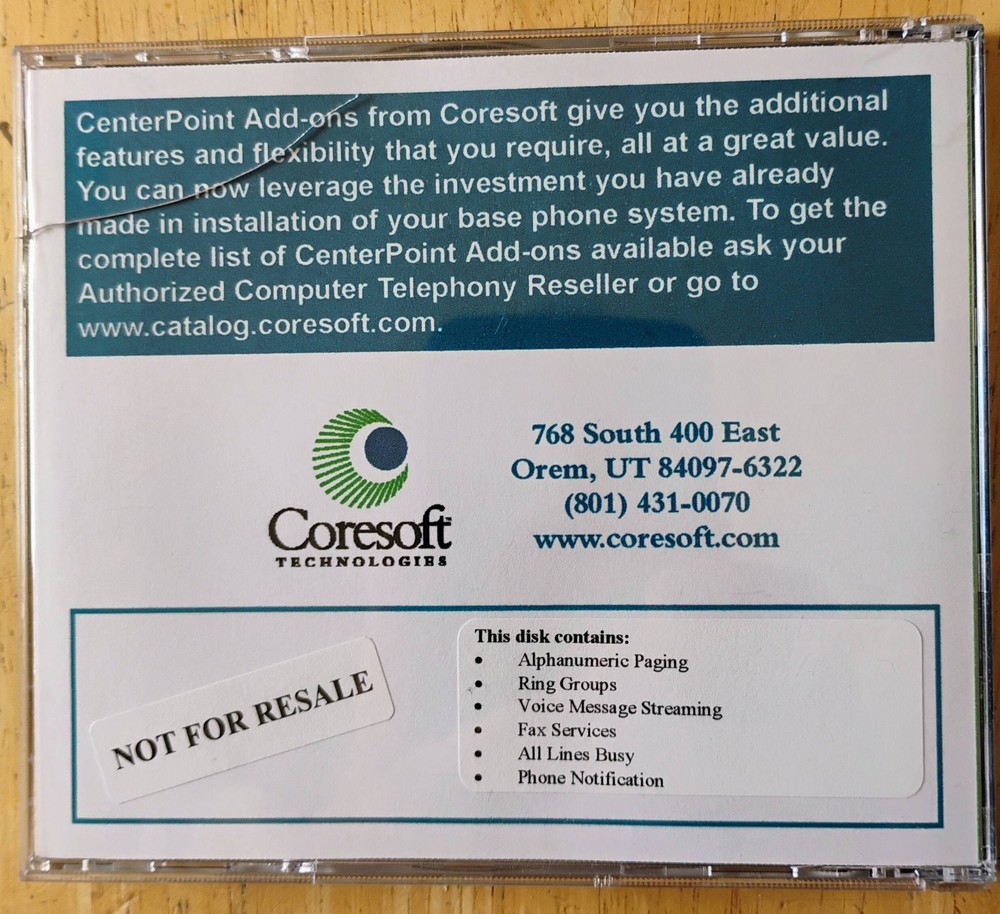 CenterPoint Add-ons from Coresoft give you the additional
features and flexibility that you require, all at a great value.
You can now leverage the investment you have already
made in installation of your base phone system. To get the
complete list of CenterPoint Add-ons available ask your
Authorized Computer Telephony Reseller or go to
www.catalog.coresoft.com.
Coresoft
TECHNOLOGIES
768 South 400 East
Orem, UT 84097-6322
(801) 431-0070
www.coresoft.com
NOT FOR RESALE
This disk contains:
• Alphanumeric Paging
• Ring Groups
• Voice Message Streaming
• Fax Services
• All Lines Busy
• Phone Notification